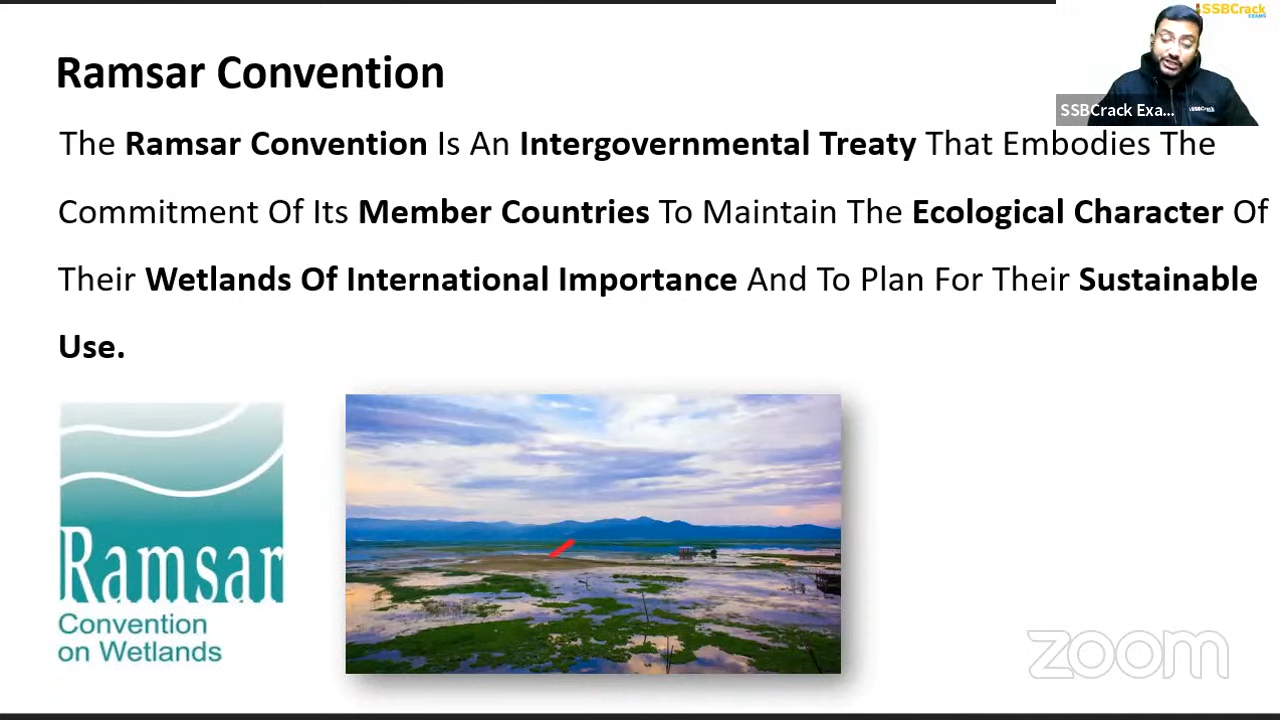 SSBCrack
EXAMS
Ramsar Convention
SSBCrack Exa...
The Ramsar Convention Is An Intergovernmental Treaty That Embodies The
Commitment Of Its Member Countries To Maintain The Ecological Character Of
Their Wetlands Of International Importance And To Plan For Their Sustainable
Use.
Ramsar
Convention
on Wetlands
zoom